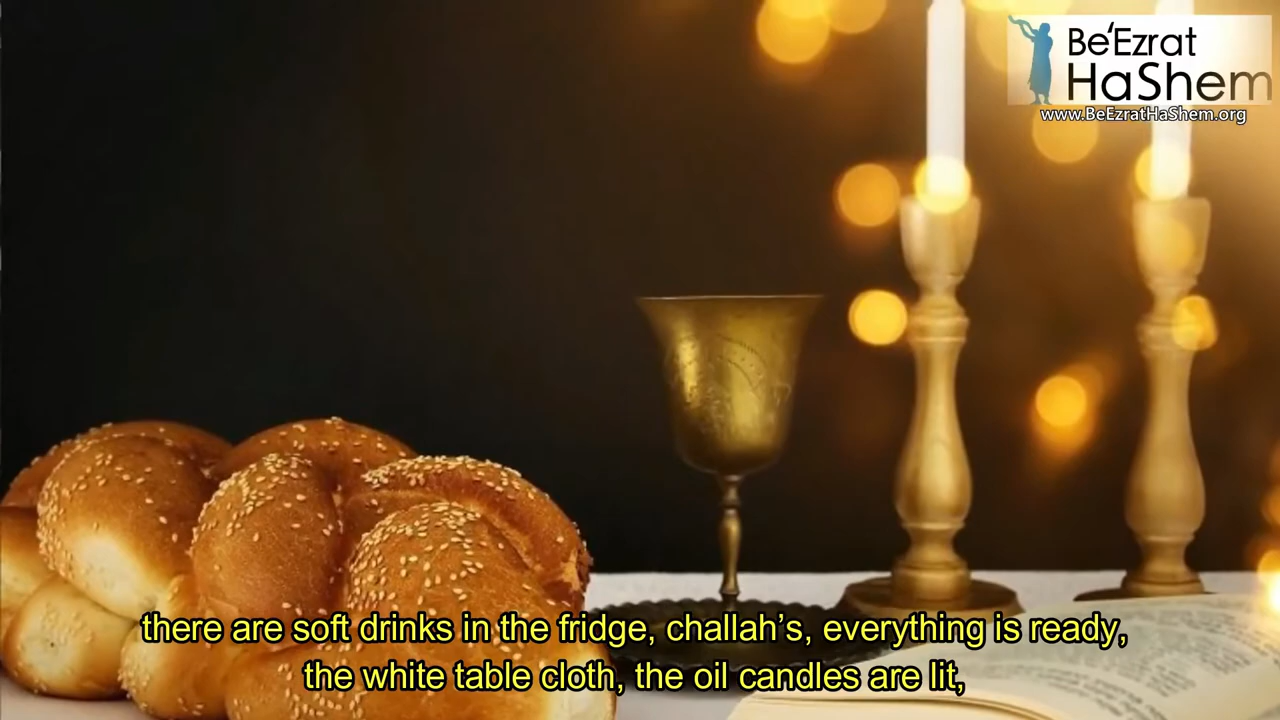 Be'Ezrat
HaShem
www.BeEzratHaShem.org
there are soft drinks in the fridge, challah's, everything is ready,
the white table cloth, the oil candles are lit,